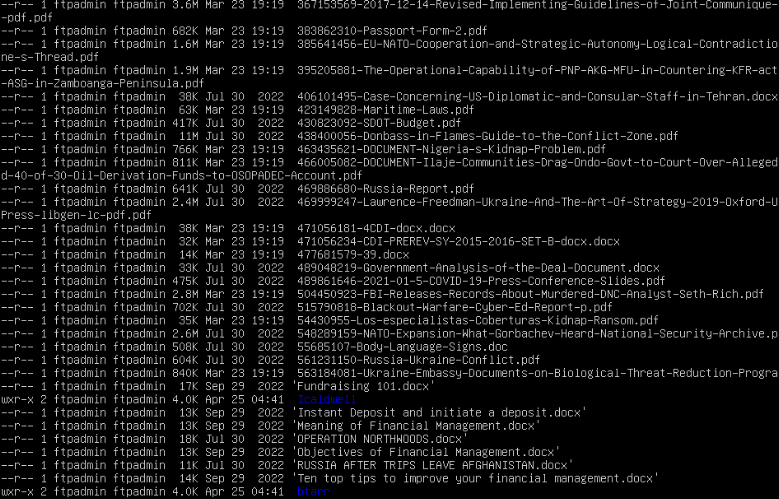 --r-- 1 ftpadmin ftpadmin 3.6M Mar 23 19:19  367153569-2017-12-14-Revised-Implementing-Guidelines-of-Joint-Communique-
-pdf.pdf
--r-- 1 ftpadmin ftpadmin 682K Mar 23 19:19  383862310-Passport-Form-2.pdf
--r-- 1 ftpadmin ftpadmin 1.6M Mar 23 19:19  385641456-EU-NATO-Cooperation-and-Strategic-Autonomy-Logical-Contradictio
ne-s-Thread.pdf
--r-- 1 ftpadmin ftpadmin 1.9M Mar 23 19:19  395205881-The-Operational-Capability-of-PNP-AKG-MFU-in-Countering-KFR-act
-ASG-in-Zamboanga-Peninsula.pdf
--r-- 1 ftpadmin ftpadmin  38K Jul 30  2022  406101495-Case-Concerning-US-Diplomatic-and-Consular-Staff-in-Tehran.docx
--r-- 1 ftpadmin ftpadmin  63K Mar 23 19:19  423149828-Maritime-Laws.pdf
--r-- 1 ftpadmin ftpadmin 417K Jul 30  2022  430823092-SDOT-Budget.pdf
--r-- 1 ftpadmin ftpadmin  11M Jul 30  2022  438400056-Donbass-in-Flames-Guide-to-the-Conflict-Zone.pdf
--r-- 1 ftpadmin ftpadmin 766K Mar 23 19:19  463435621-DOCUMENT-Nigeria-s-Kidnap-Problem.pdf
--r-- 1 ftpadmin ftpadmin 811K Mar 23 19:19  466005082-DOCUMENT-Ilaje-Communities-Drag-Ondo-Govt-to-Court-Over-Alleged
d-40-of-30-Oil-Derivation-Funds-to-OSOPADEC-Account.pdf
--r-- 1 ftpadmin ftpadmin 641K Jul 30  2022  469886680-Russia-Report.pdf
--r-- 1 ftpadmin ftpadmin 2.4M Jul 30  2022  469999247-Lawrence-Freedman-Ukraine-And-The-Art-Of-Strategy-2019-Oxford-U
Press-libgen-lc-pdf.pdf
--r-- 1 ftpadmin ftpadmin  38K Mar 23 19:19  471056181-4CDI-docx.docx
--r-- 1 ftpadmin ftpadmin  32K Mar 23 19:19  471056234-CDI-PREREV-SY-2015-2016-SET-B-docx.docx
--r-- 1 ftpadmin ftpadmin  14K Mar 23 19:19  477681579-39.docx
--r-- 1 ftpadmin ftpadmin  33K Jul 30  2022  489048219-Government-Analysis-of-the-Deal-Document.docx
--r-- 1 ftpadmin ftpadmin 475K Jul 30  2022  489861646-2021-01-5-COVID-19-Press-Conference-Slides.pdf
--r-- 1 ftpadmin ftpadmin 2.8M Mar 23 19:19  504450923-FBI-Releases-Records-About-Murdered-DNC-Analyst-Seth-Rich.pdf
--r-- 1 ftpadmin ftpadmin 702K Jul 30  2022  515790818-Blackout-Warfare-Cyber-Ed-Report-p.pdf
--r-- 1 ftpadmin ftpadmin  35K Mar 23 19:19  54430955-Los-especialistas-Coberturas-Kidnap-Ransom.pdf
--r-- 1 ftpadmin ftpadmin 2.6M Jul 30  2022  548289159-NATO-Expansion-What-Gorbachev-Heard-National-Security-Archive.p
--r-- 1 ftpadmin ftpadmin 508K Jul 30  2022  55685107-Body-Language-Signs.doc
--r-- 1 ftpadmin ftpadmin 604K Jul 30  2022  561231150-Russia-Ukraine-Conflict.pdf
--r-- 1 ftpadmin ftpadmin 840K Mar 23 19:19  563184081-Ukraine-Embassy-Documents-on-Biological-Threat-Reduction-Progra
--r-- 1 ftpadmin ftpadmin  17K Sep 29  2022 'Fundraising 101.docx'
wxr-x 2 ftpadmin ftpadmin 4.0K Apr 25 04:41  lcaldwell
--r-- 1 ftpadmin ftpadmin  13K Sep 29  2022 'Instant Deposit and initiate a deposit.docx'
--r-- 1 ftpadmin ftpadmin  13K Sep 29  2022 'Meaning of Financial Management.docx'
--r-- 1 ftpadmin ftpadmin  18K Jul 30  2022 'OPERATION NORTHWOODS.docx'
--r-- 1 ftpadmin ftpadmin  13K Sep 29  2022 'Objectives of Financial Management.docx'
--r-- 1 ftpadmin ftpadmin  11K Jul 30  2022 'RUSSIA AFTER TRIPS LEAVE AFGHANISTAN.docx'
--r-- 1 ftpadmin ftpadmin  14K Sep 29  2022 'Ten top tips to improve your financial management.docx'
wxr-x 2 ftpadmin ftpadmin 4.0K Apr 25 04:41